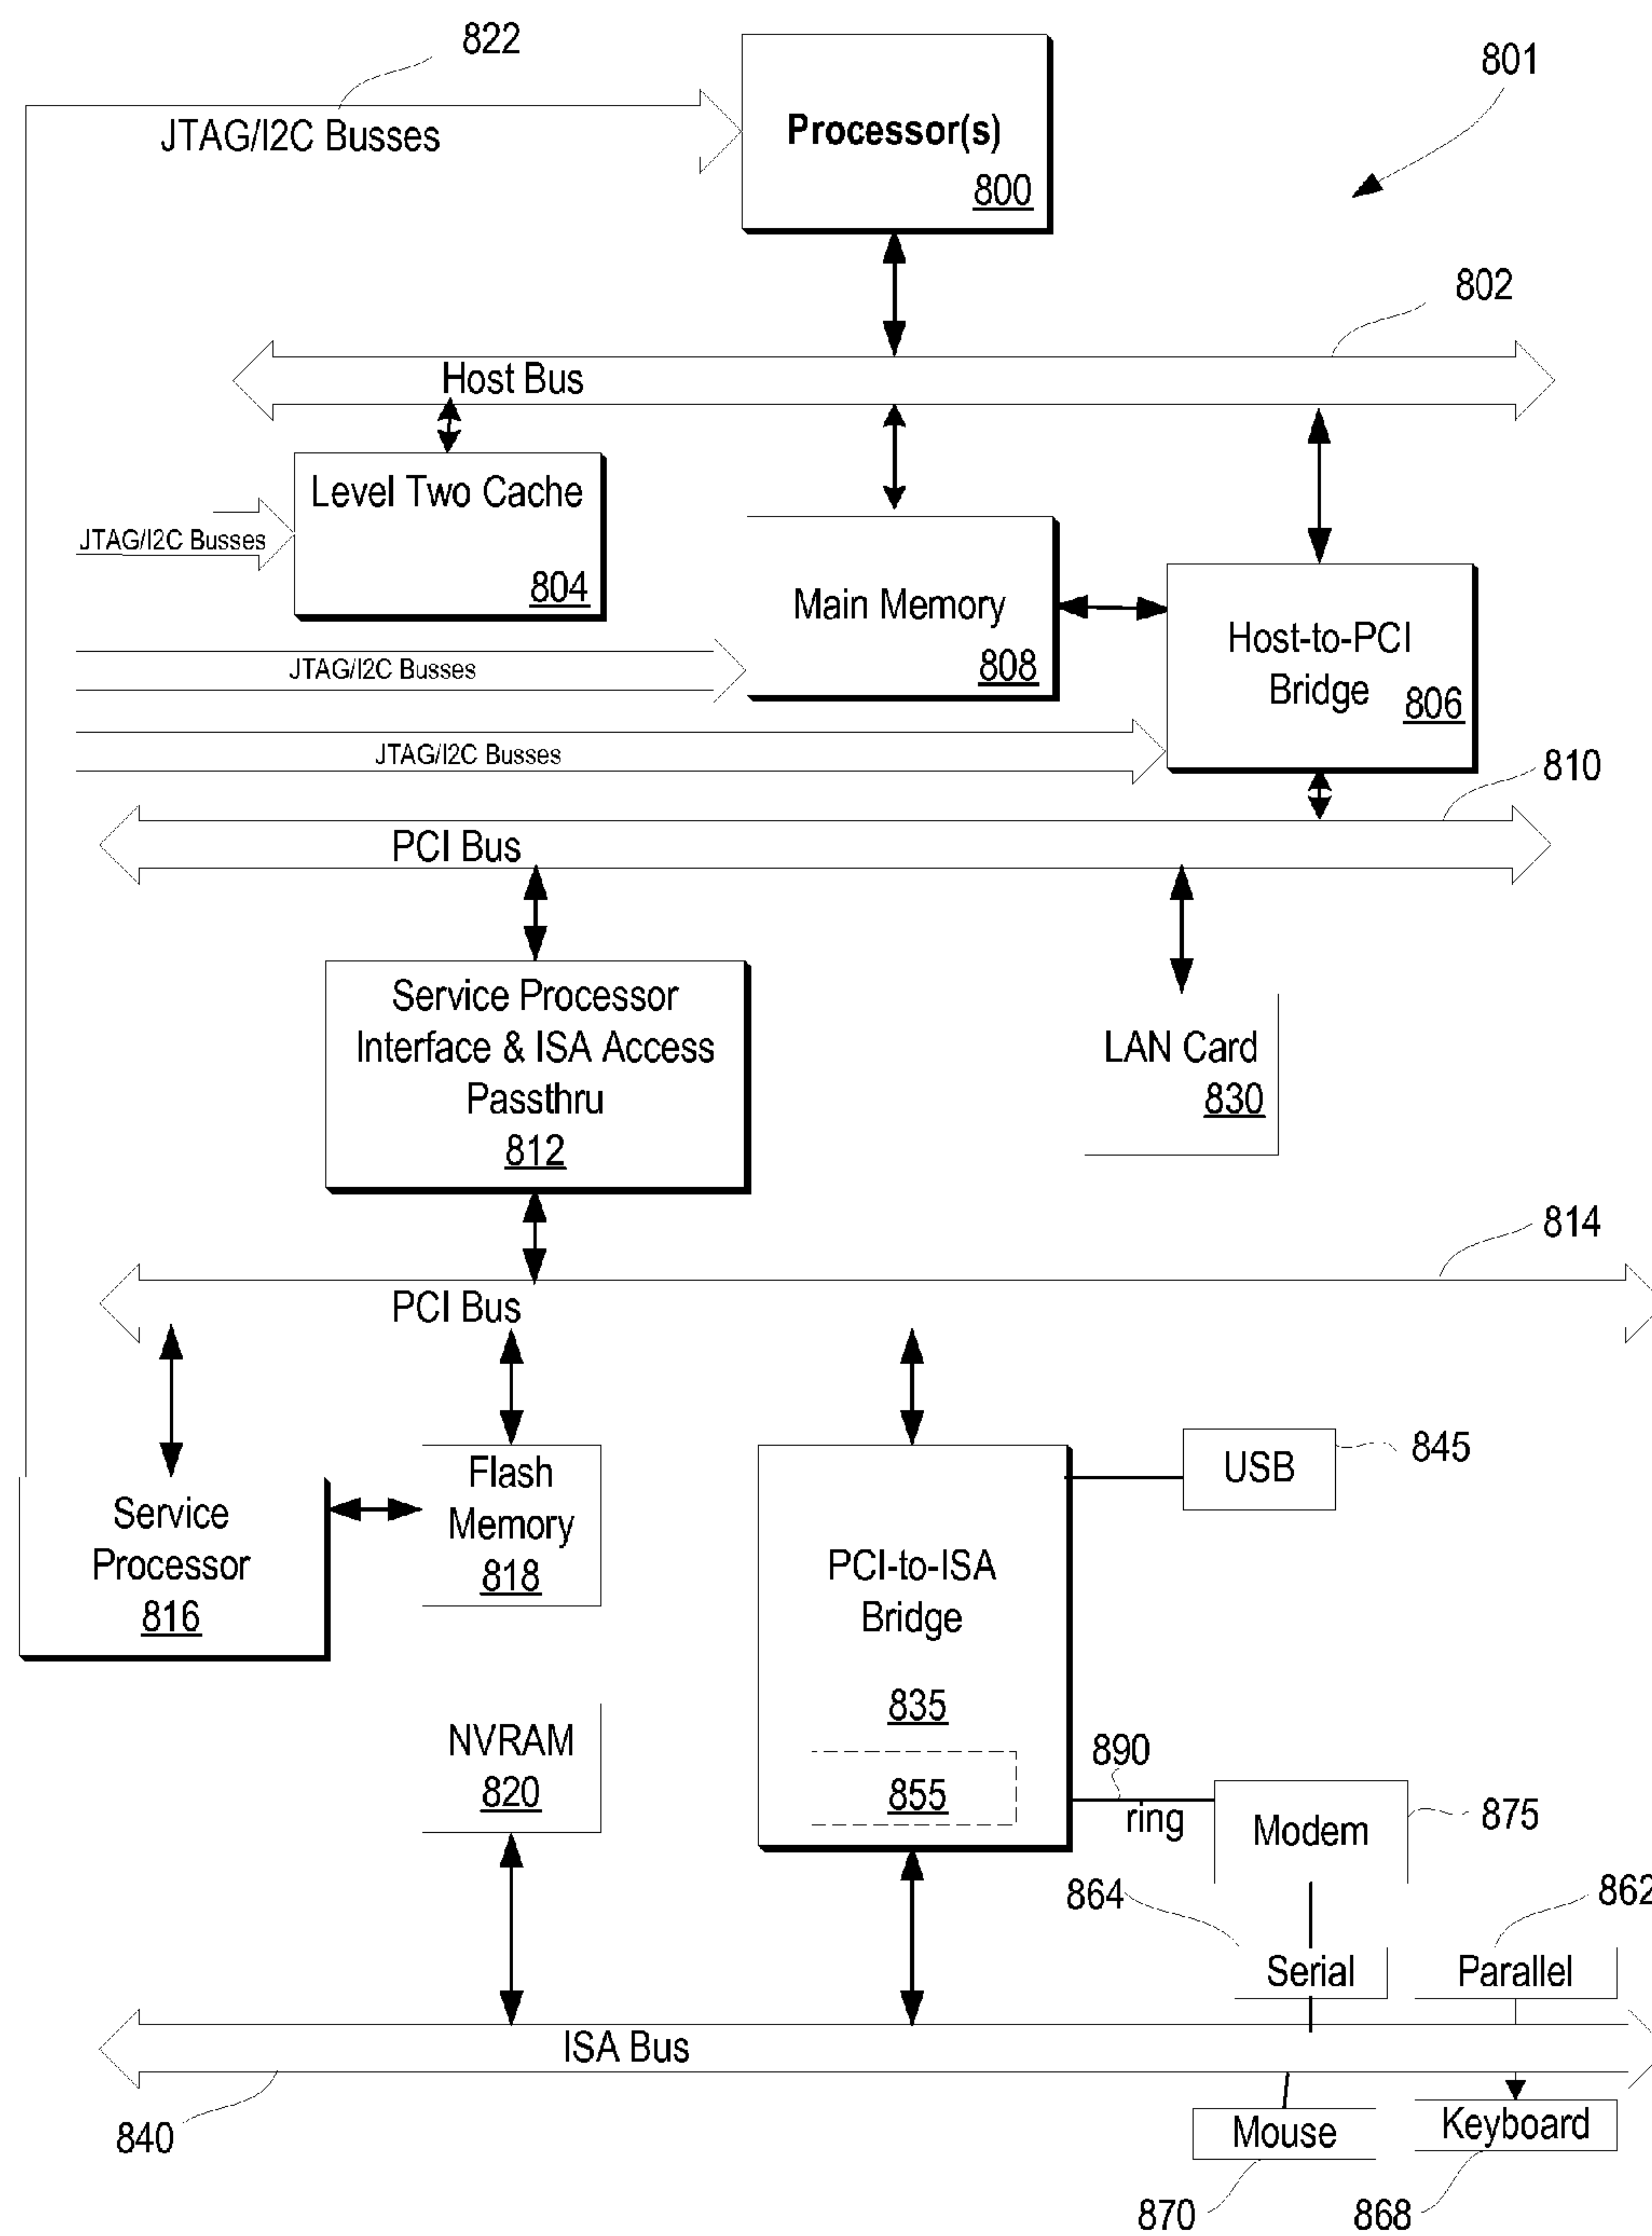 822
801
JTAG/I2C Busses
Processor(s)
800
802
Host Bus
Level Two Cache
804
JTAG/I2C Busses
Main Memory
808
Host-to-PCI
Bridge
806
JTAG/I2C Busses
JTAG/I2C Busses
810
PCI Bus
Service Processor
Interface & ISA Access
Passthru
812
LAN Card
830
814
PCI Bus
Service
Processor
816
Flash
Memory
818
USB
845
PCI-to-ISA
Bridge
835
855
NVRAM
820
890
ring
Modem
875
864
862
Serial
Parallel
ISA Bus
840
Mouse
Keyboard
870
868